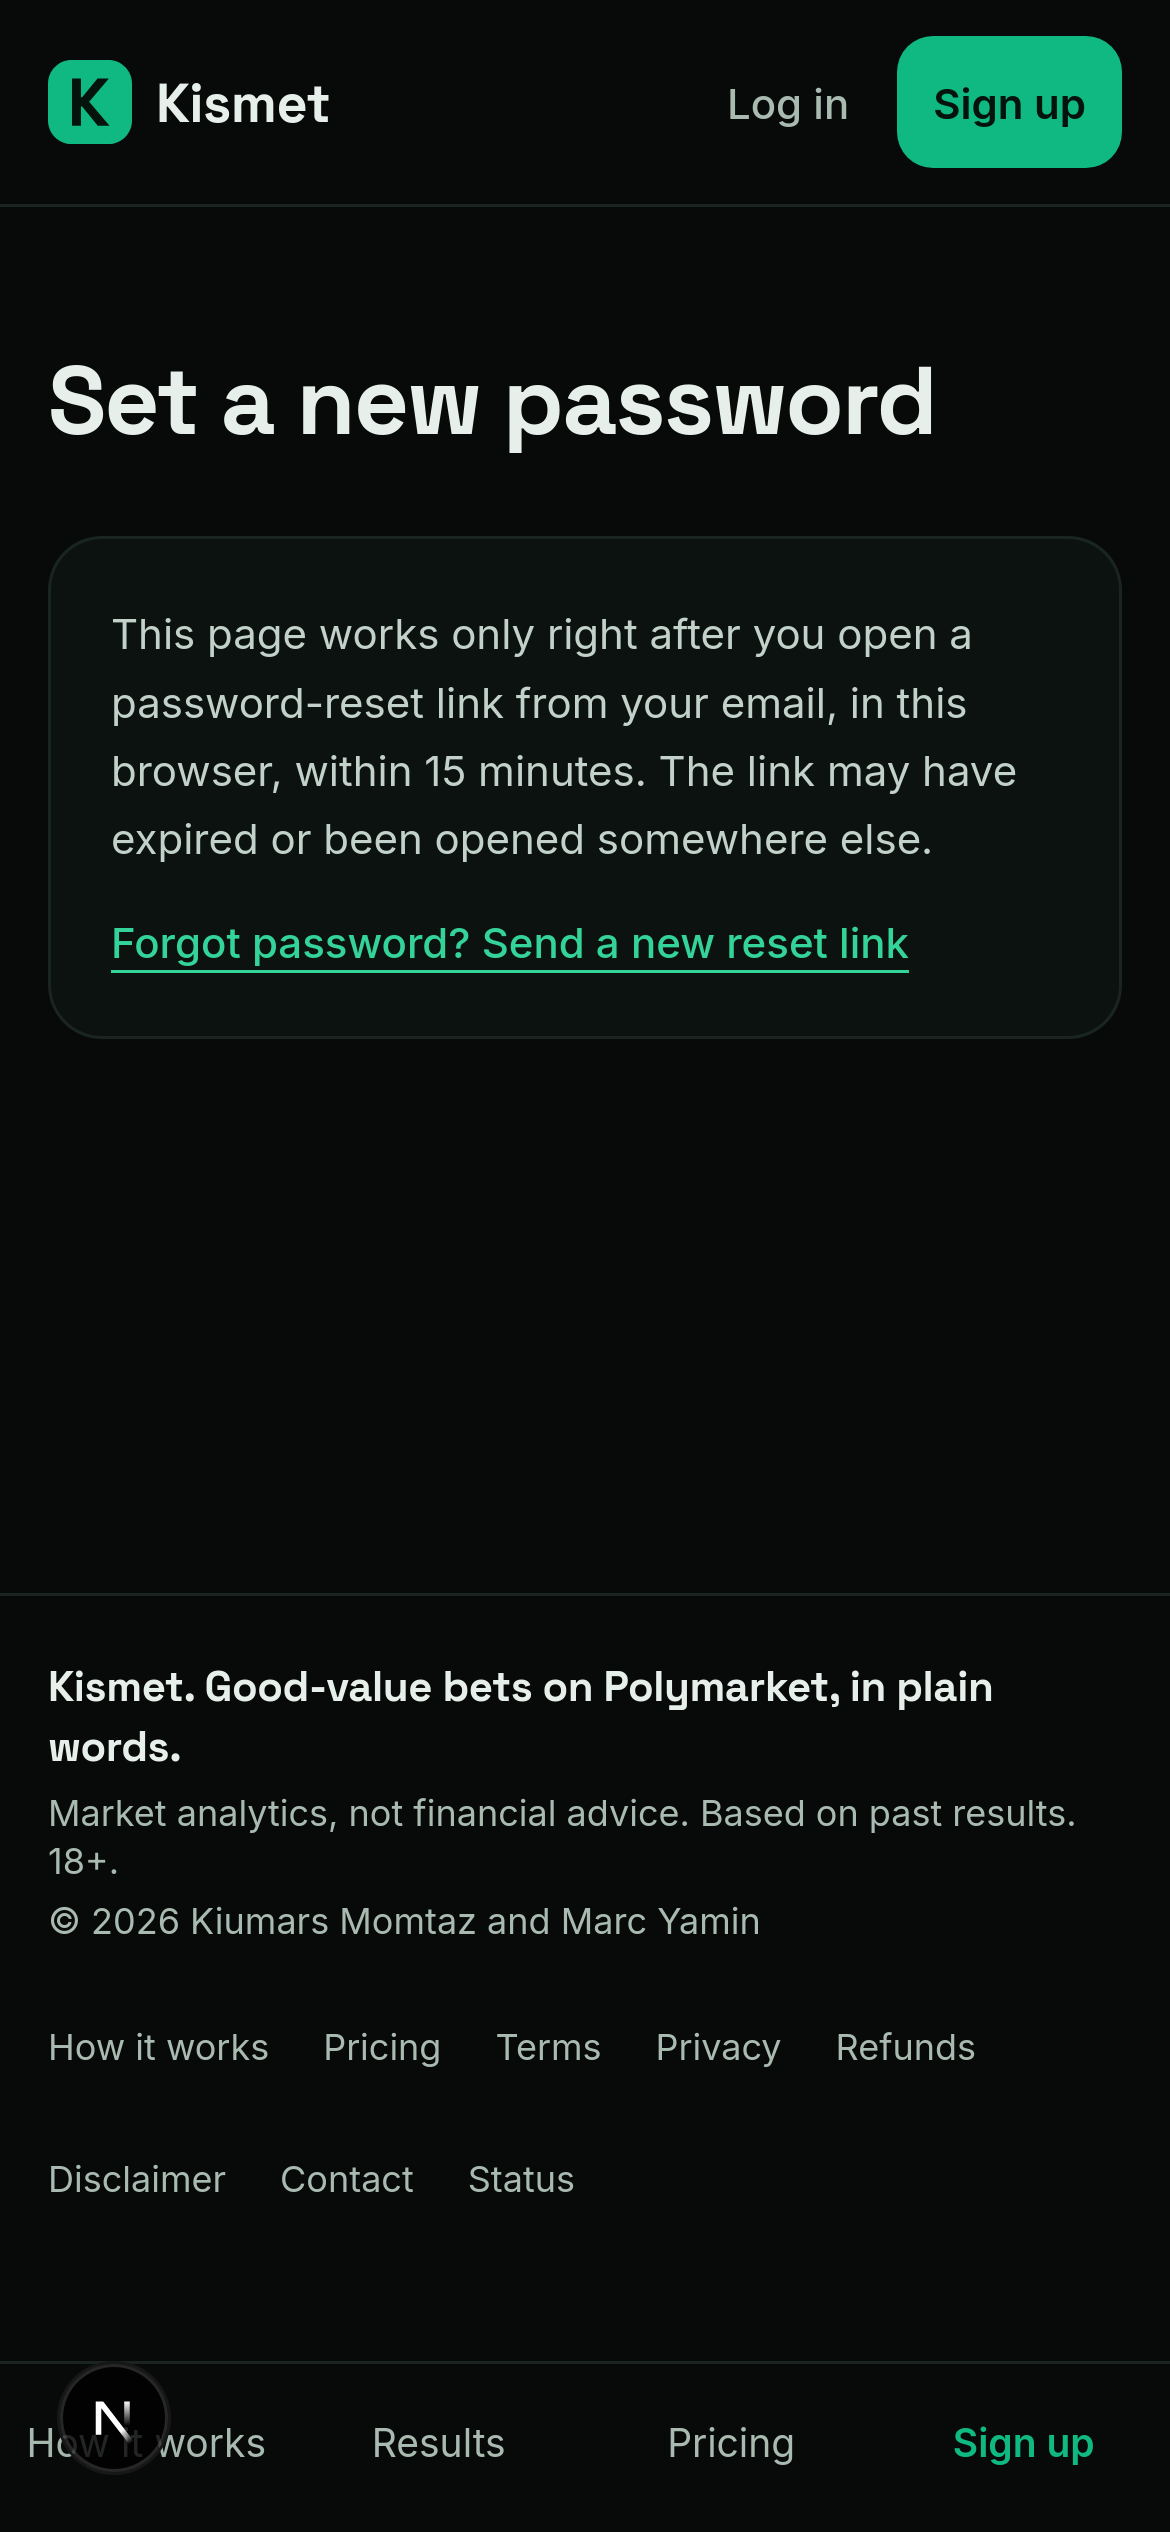 K Kismet Log in Sign up
Set a new password
This page works only right after you open a
password-reset link from your email, in this
browser, within 15 minutes. The link may have
expired or been opened somewhere else.
Forgot password? Send a new reset link
Kismet. Good-value bets on Polymarket, in plain
words.
Market analytics, not financial advice. Based on past results.
18+.
© 2026 Kiumars Momtaz and Marc Yamin
How it works Pricing Terms Privacy Refunds
Disclaimer Contact Status
N
How it works Results Pricing Sign up